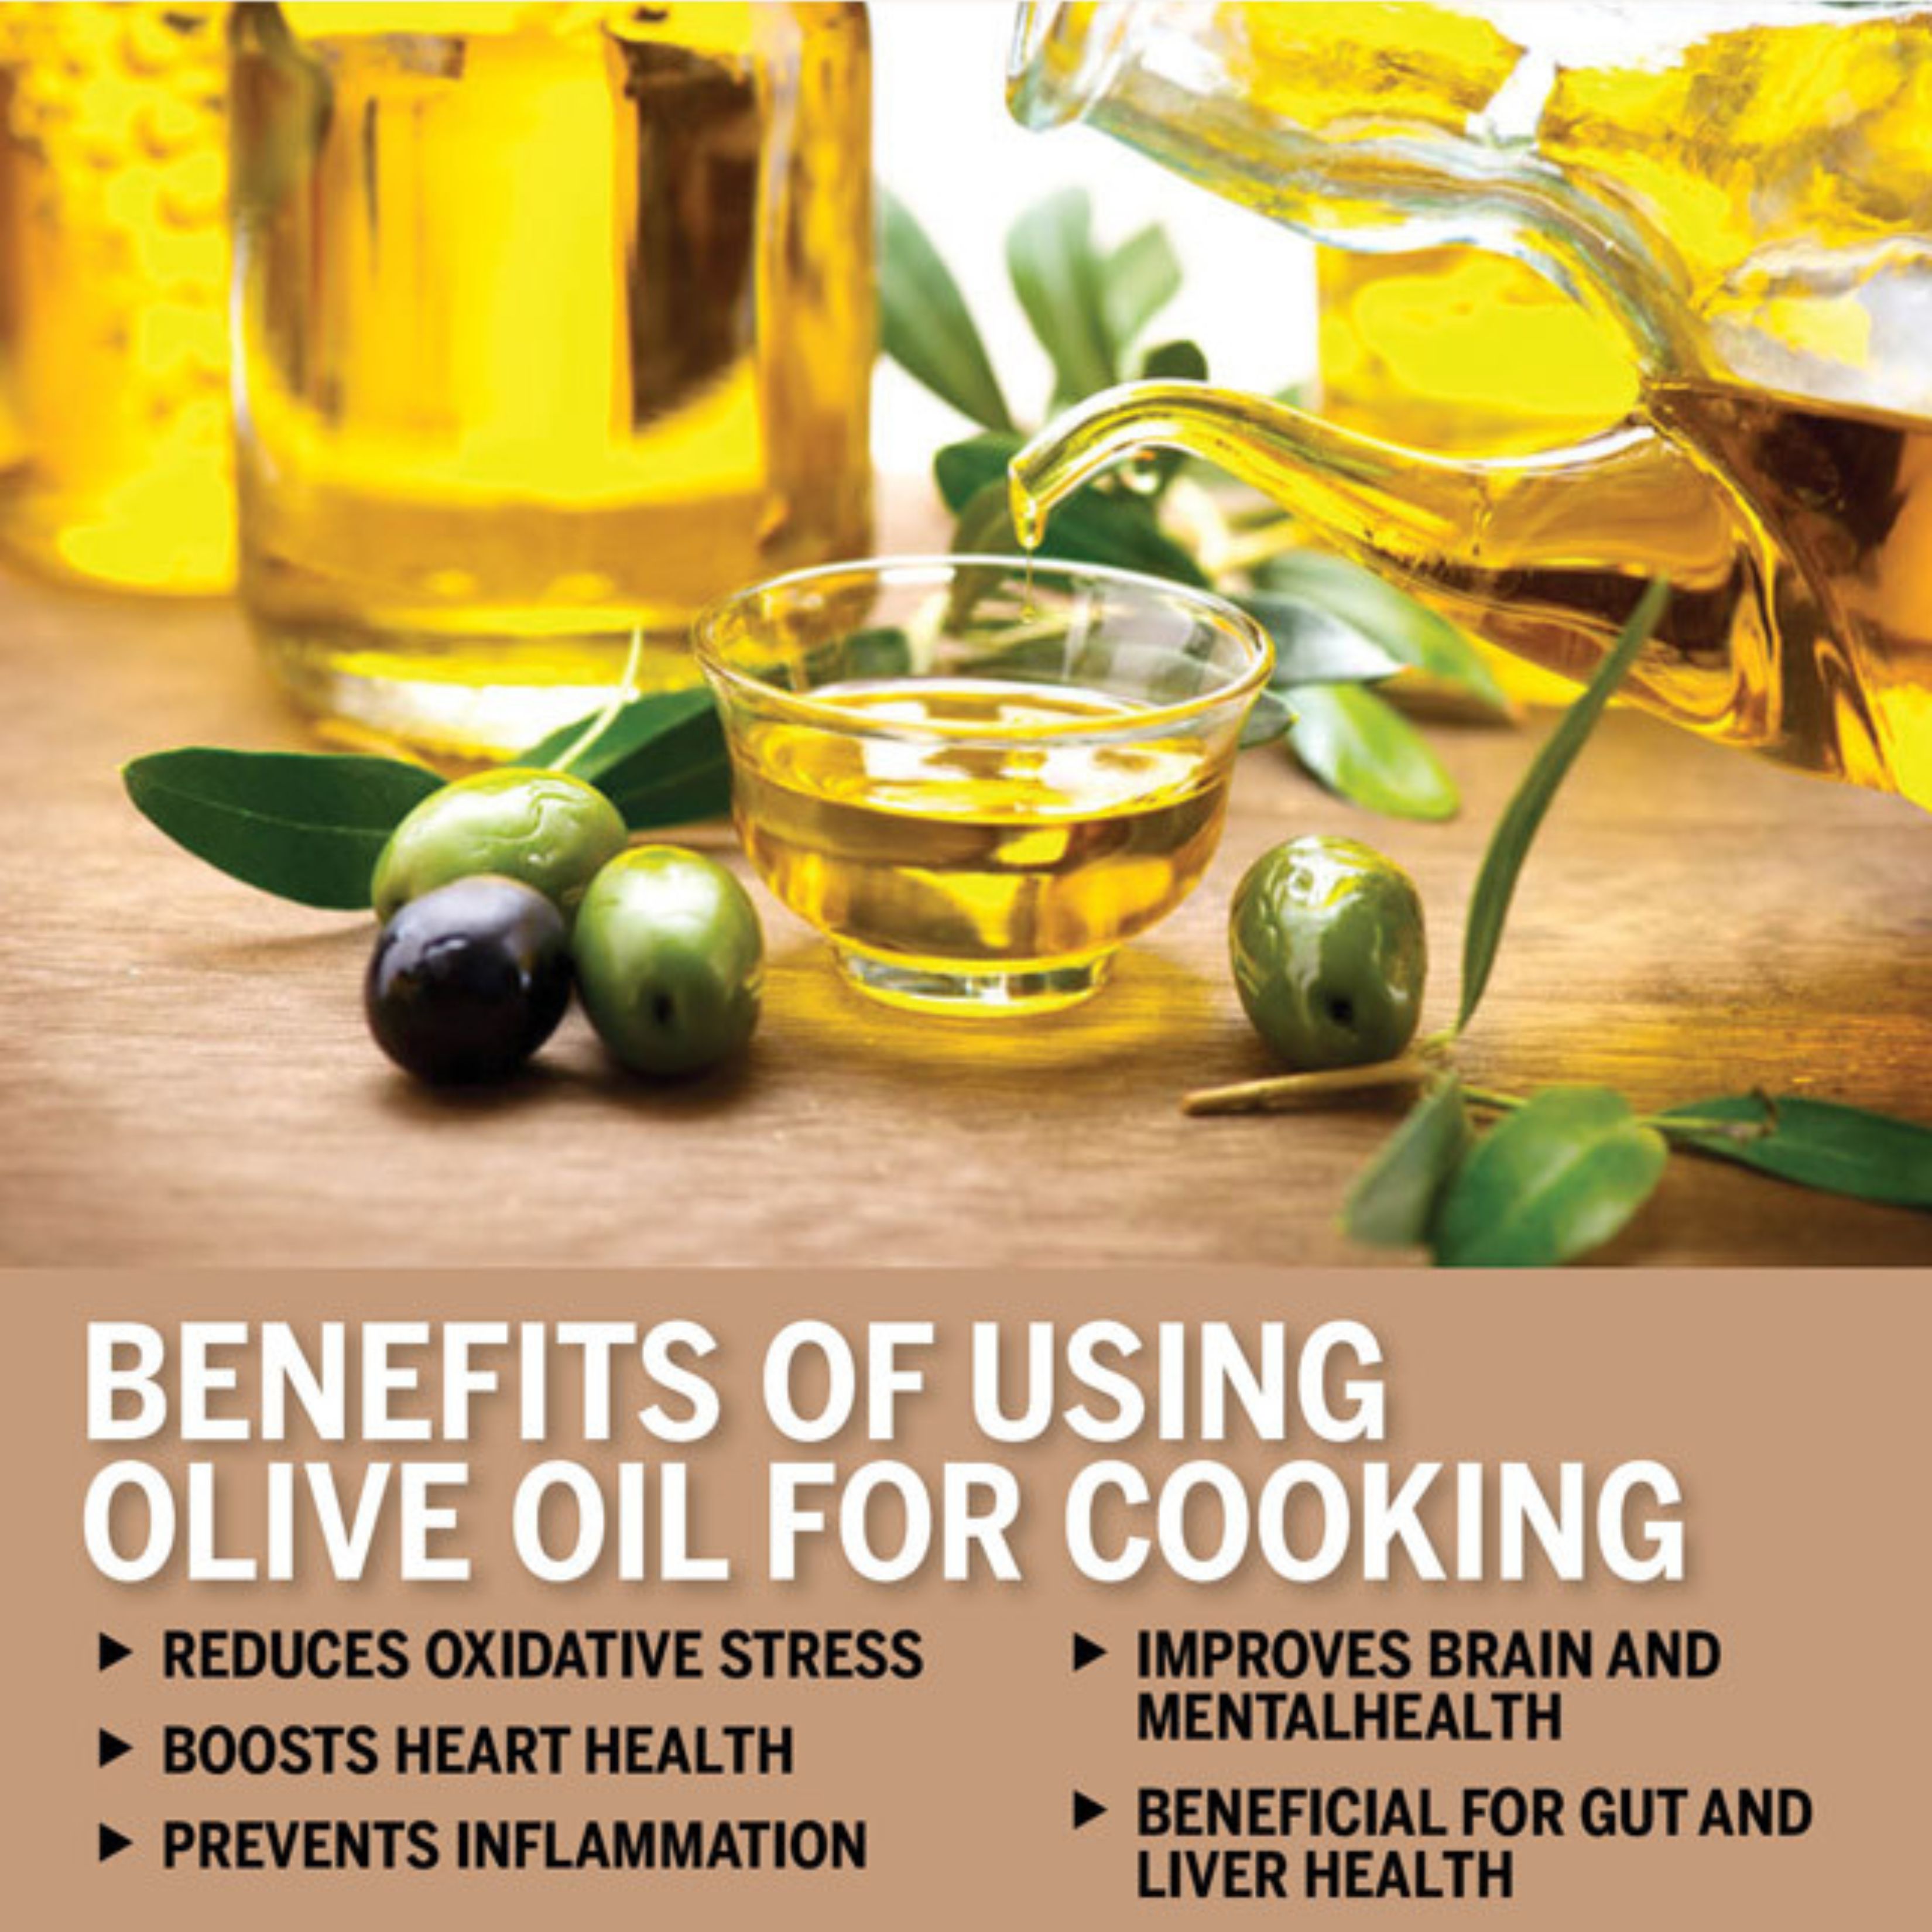 BENEFITS OF USING
OLIVE OIL FOR COOKING
▶ REDUCES OXIDATIVE STRESS
▶ BOOSTS HEART HEALTH
▶ PREVENTS INFLAMMATION
▶ IMPROVES BRAIN AND
MENTALHEALTH
▶ BENEFICIAL FOR GUT AND
LIVER HEALTH